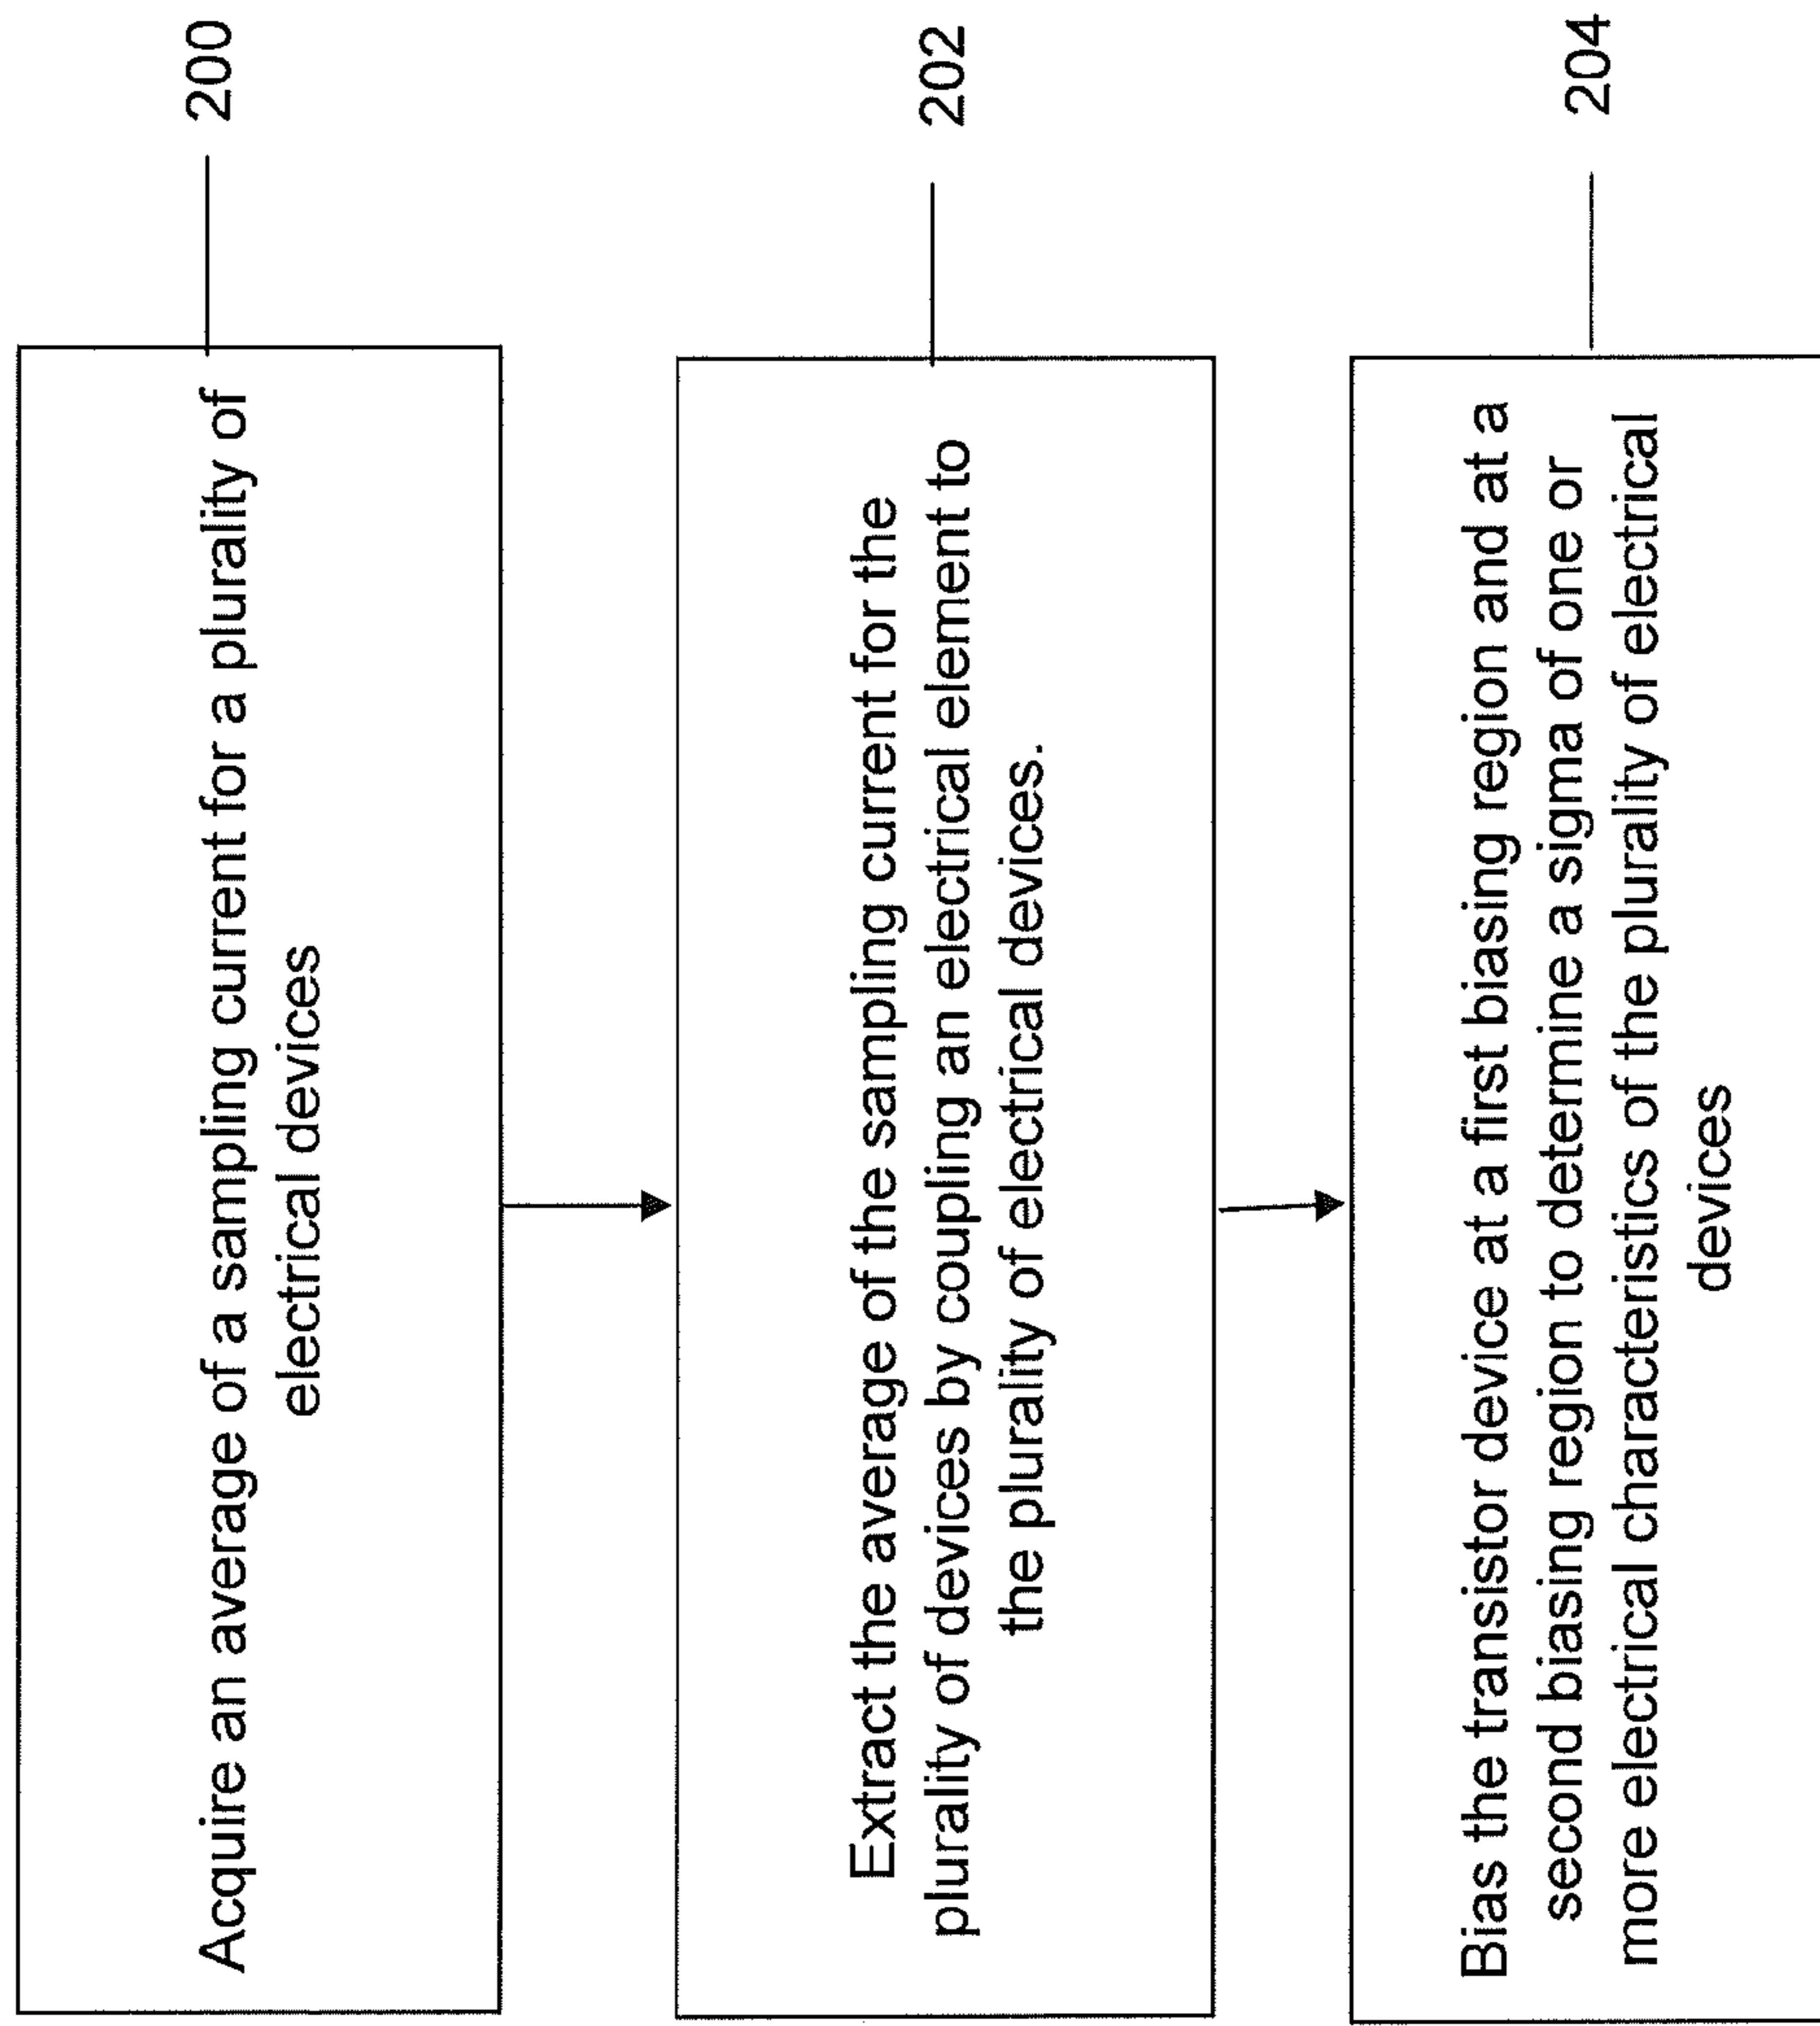 Acquire an average of a sampling current for a plurality of
electrical devices
200
Extract the average of the sampling current for the
plurality of devices by coupling an electrical element to
the plurality of electrical devices.
202
Bias the transistor device at a first biasing region and at a
second biasing region to determine a sigma of one or
more electrical characteristics of the plurality of electrical
devices
204